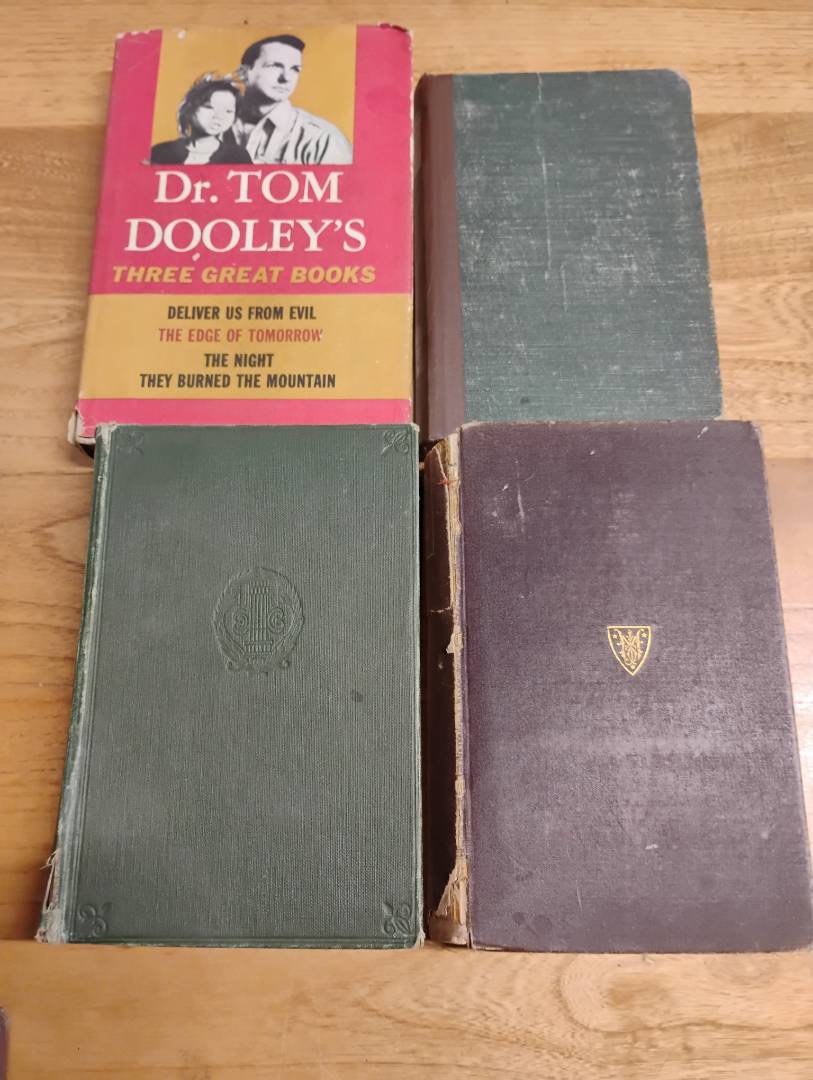 Dr. TOM
DOOLEY'S
THREE GREAT BOOKS
DELIVER US FROM EVIL
THE EDGE OF TOMORROW
THE NIGHT
THEY BURNED THE MOUNTAIN